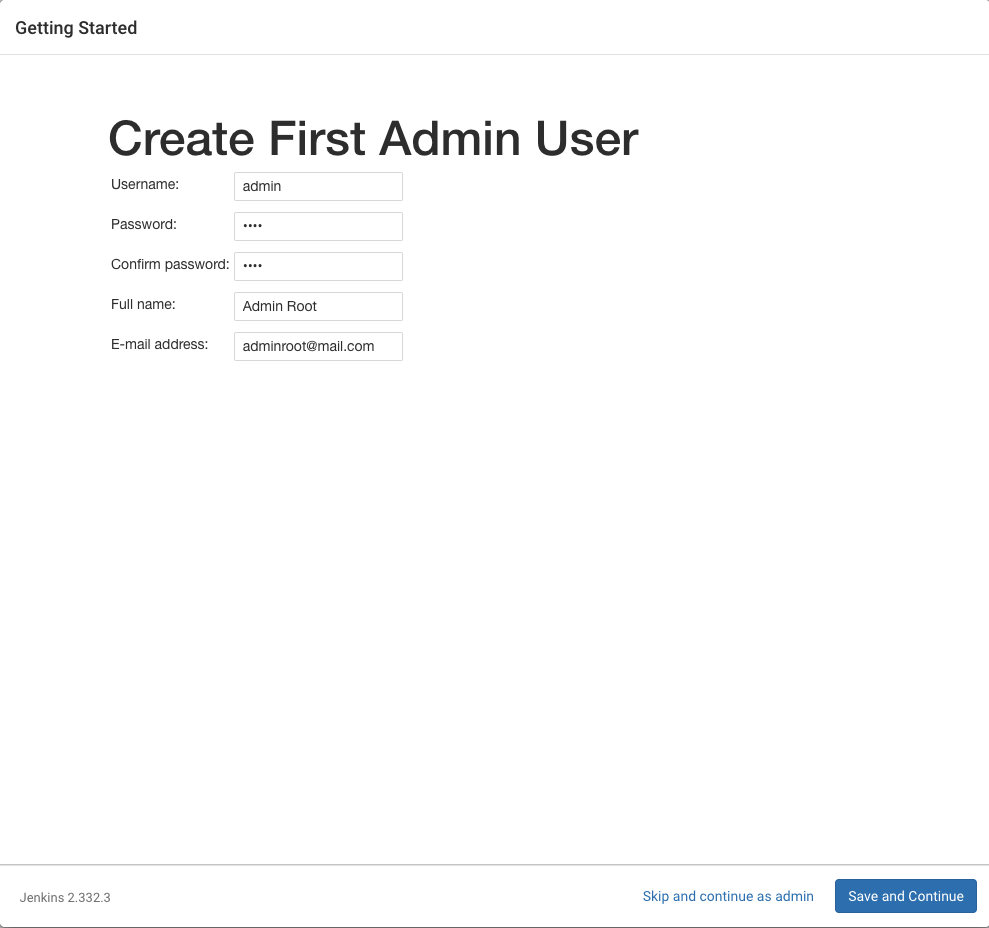 Getting Started
Create First Admin User
Username: admin
Password: ••••
Confirm password: ••••
Full name: Admin Root
E-mail address: adminroot@mail.com
Jenkins 2.332.3 Skip and continue as admin Save and Continue